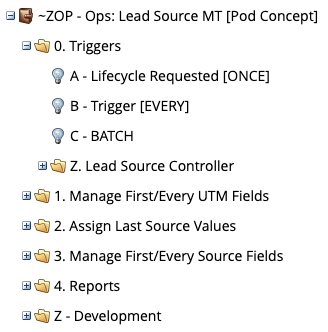 ~ZOP - Ops: Lead Source MT [Pod Concept]
0. Triggers
A - Lifecycle Requested [ONCE]
B - Trigger [EVERY]
C - BATCH
Z. Lead Source Controller
1. Manage First/Every UTM Fields
2. Assign Last Source Values
3. Manage First/Every Source Fields
4. Reports
Z - Development